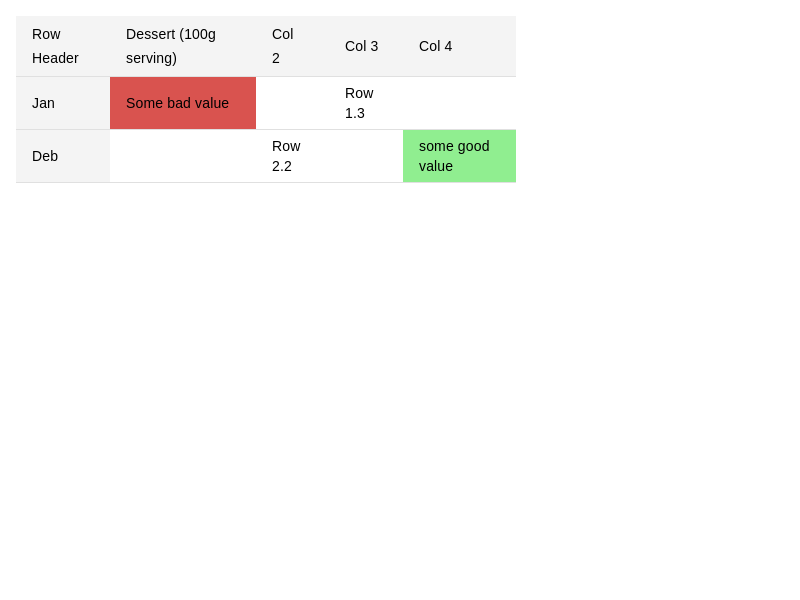 Row
Header
Dessert (100g
serving)
Col
2
Col 3
Col 4
Jan
Some bad value
Row
1.3
Deb
Row
2.2
some good
value